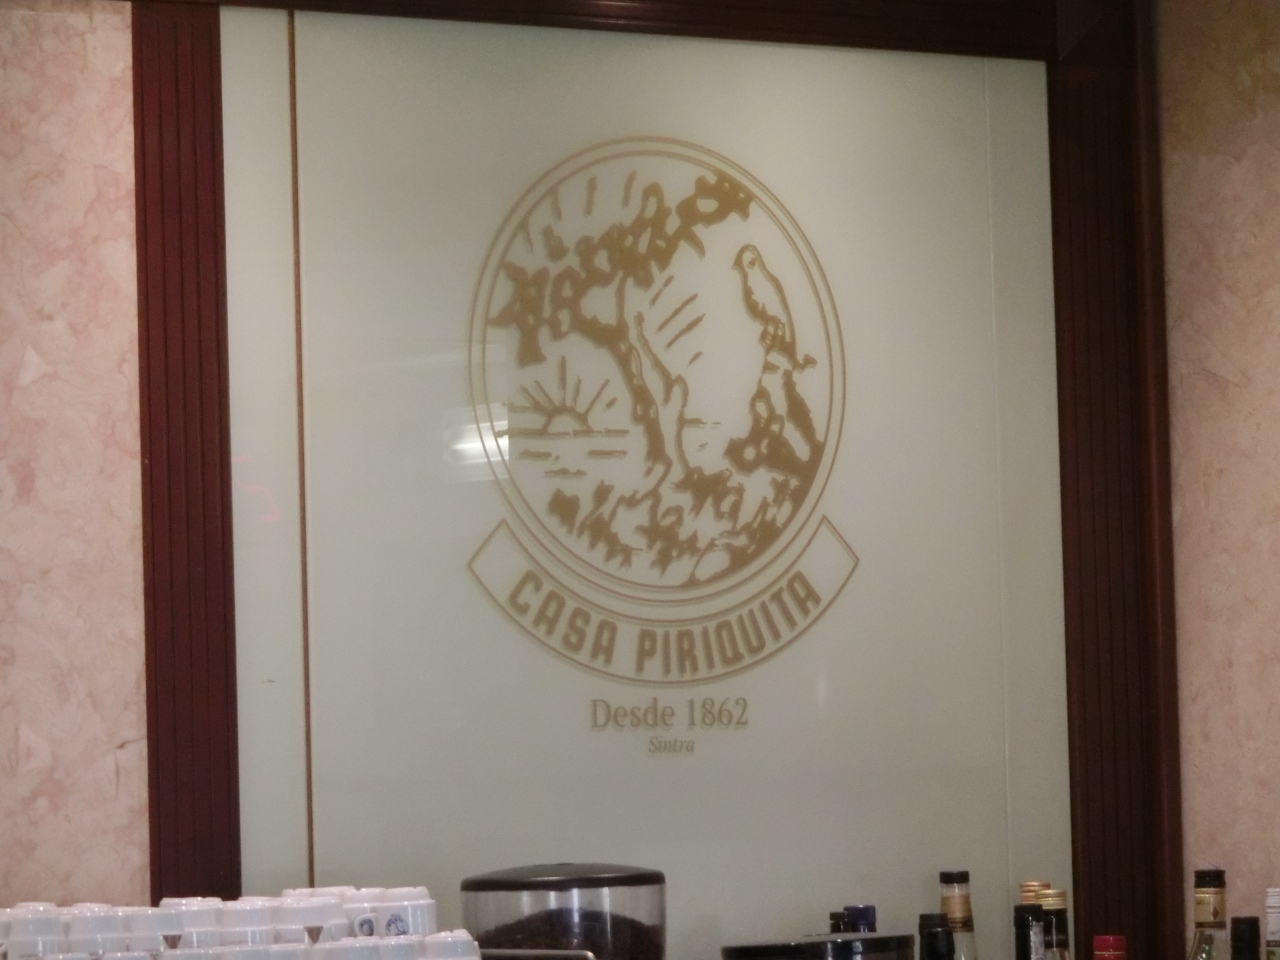 CASA PIRIQUITA
Desde 1862
Sintra